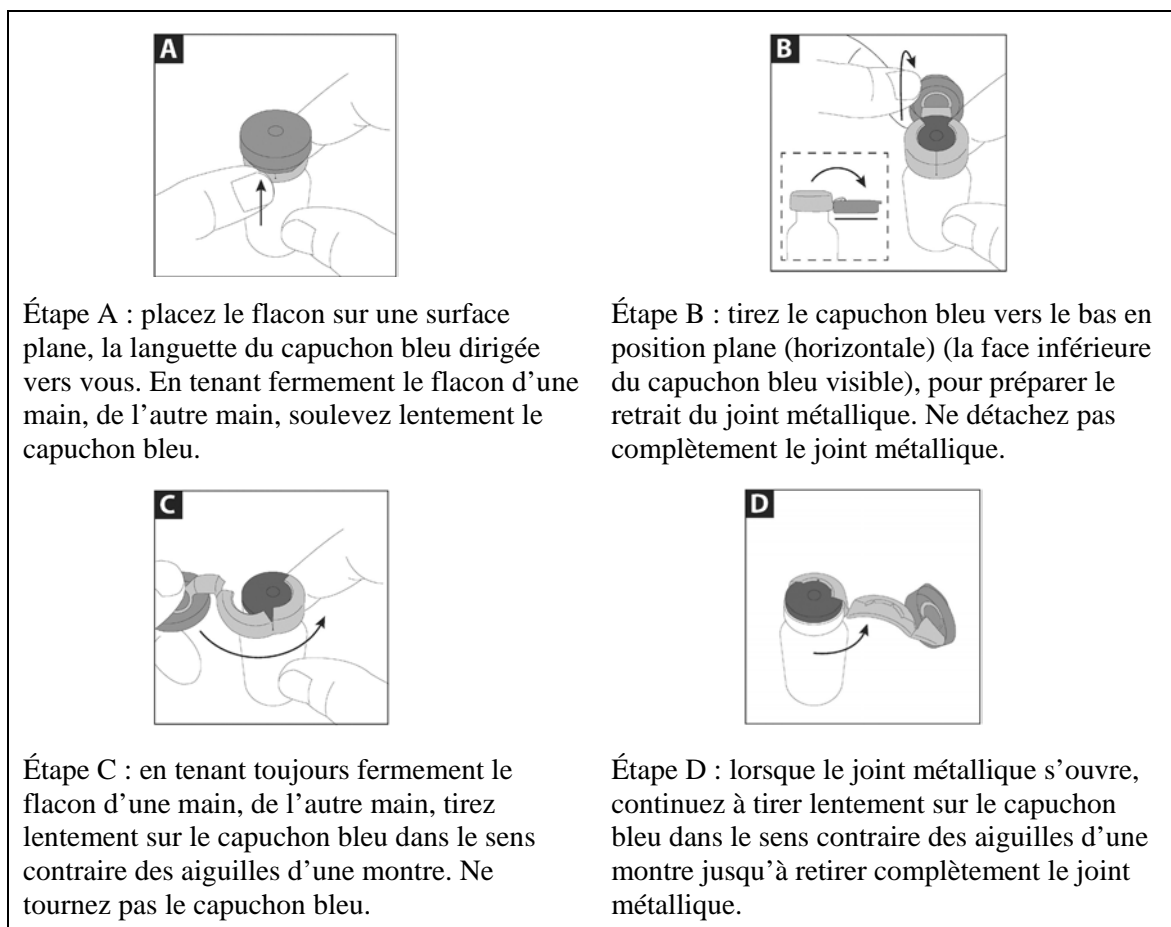 A
Étape A : placez le flacon sur une surface
plane, la languette du capuchon bleu dirigée
vers vous. En tenant fermement le flacon d’une
main, de l’autre main, soulevez lentement le
capuchon bleu.
B
Étape B : tirez le capuchon bleu vers le bas en
position plane (horizontale) (la face inférieure
du capuchon bleu visible), pour préparer le
retrait du joint métallique. Ne détachez pas
complètement le joint métallique.
C
Étape C : en tenant toujours fermement le
flacon d’une main, de l’autre main, tirez
lentement sur le capuchon bleu dans le sens
contraire des aiguilles d’une montre. Ne
tournez pas le capuchon bleu.
D
Étape D : lorsque le joint métallique s’ouvre,
continuez à tirer lentement sur le capuchon
bleu dans le sens contraire des aiguilles d’une
montre jusqu’à retirer complètement le joint
métallique.